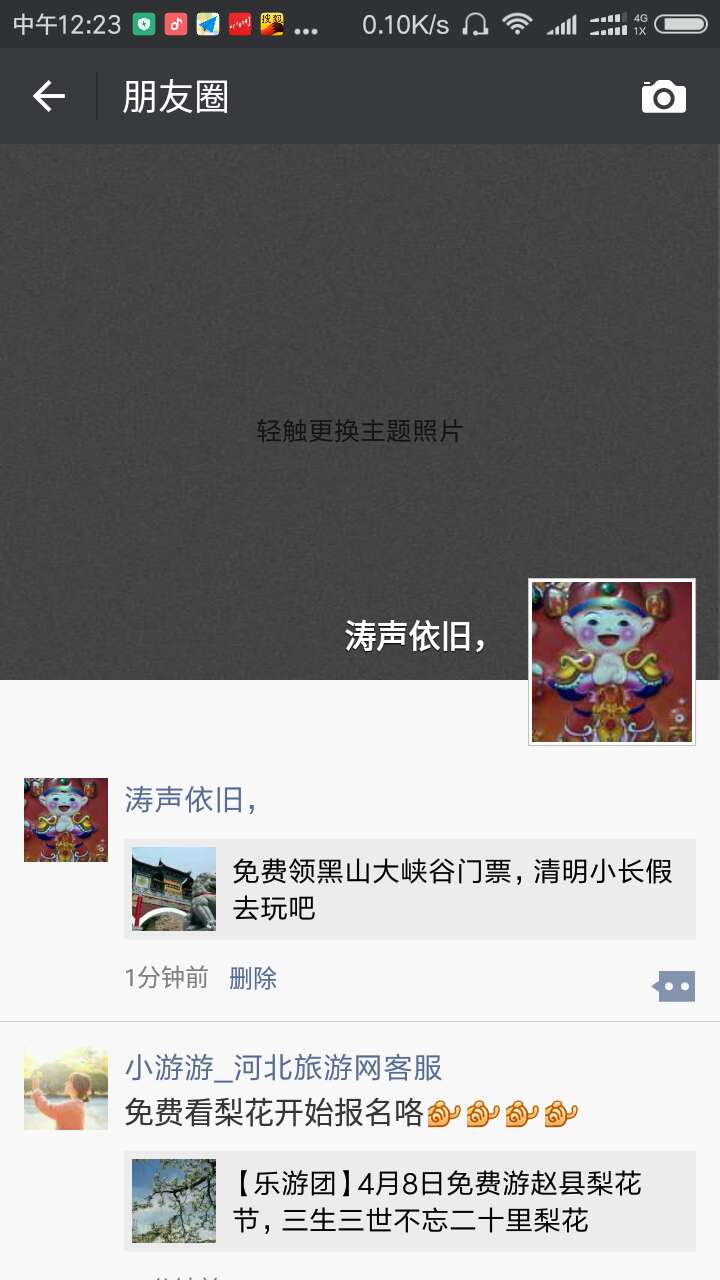 中午12:23
0.10K/s
4G
1X
朋友圈
轻触更换主题照片
涛声依旧，
涛声依旧，
免费领黑山大峡谷门票，清明小长假
去玩吧
1分钟前 删除
小游游_河北旅游网客服
免费看梨花开始报名咯
【乐游团】4月8日免费游赵县梨花
节，三生三世不忘二十里梨花